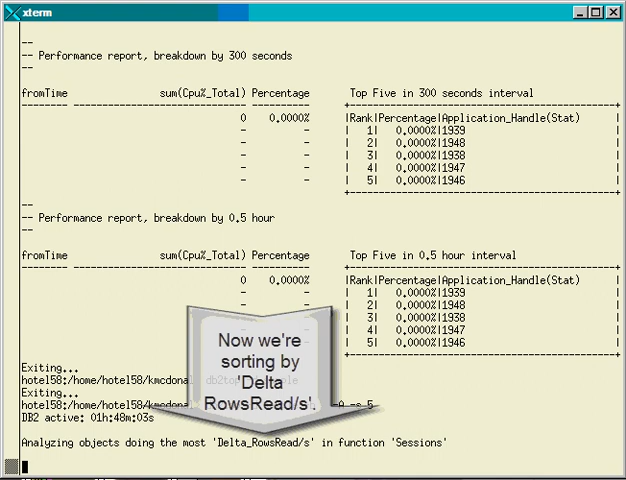 xterm
--
-- Performance report, breakdown by 300 seconds
--
fromTime sum(Cpu%_Total) Percentage Top Five in 300 seconds interval
-------- ------------------------------ ---------- +-----------------------------------------------+
0 0.0000% |Rank|Percentage|Application_Handle(Stat) |
- - | 1| 0.0000%|1939 |
- - | 2| 0.0000%|1948 |
- - | 3| 0.0000%|1938 |
- - | 4| 0.0000%|1947 |
- - | 5| 0.0000%|1946 |
+-----------------------------------------------+
--
-- Performance report, breakdown by 0.5 hour
--
fromTime sum(Cpu%_Total) Percentage Top Five in 0.5 hour interval
-------- ------------------------------ ---------- +-----------------------------------------------+
0 0.0000% |Rank|Percentage|Application_Handle(Stat) |
- - | 1| 0.0000%|1939 |
- | 2| 0.0000%|1948 |
| 3| 0.0000%|1938 |
| 4| 0.0000%|1947 |
| 5| 0.0000%|1946 |
+-----------------------------------------------+
Now we're
sorting by
'Delta
RowsRead/s'.
Exiting...
hotel58:/home/hotel58/kmcdonal
Exiting...
hotel58:/home/hotel58/kmcdonal -A -s 5
DB2 active: 01h:48m:03s
Analyzing objects doing the most 'Delta_RowsRead/s' in function 'Sessions'